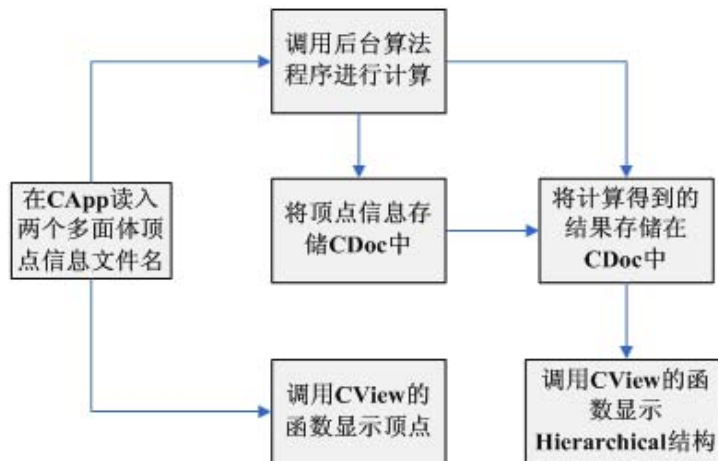 调用后台算法
程序进行计算
在CApp读入
两个多面体顶
点信息文件名
将顶点信息存
储CDoc中
将计算得到的
结果存储在
CDoc中
调用CView的
函数显示顶点
调用CView的函
数显示
Hierarchical结构